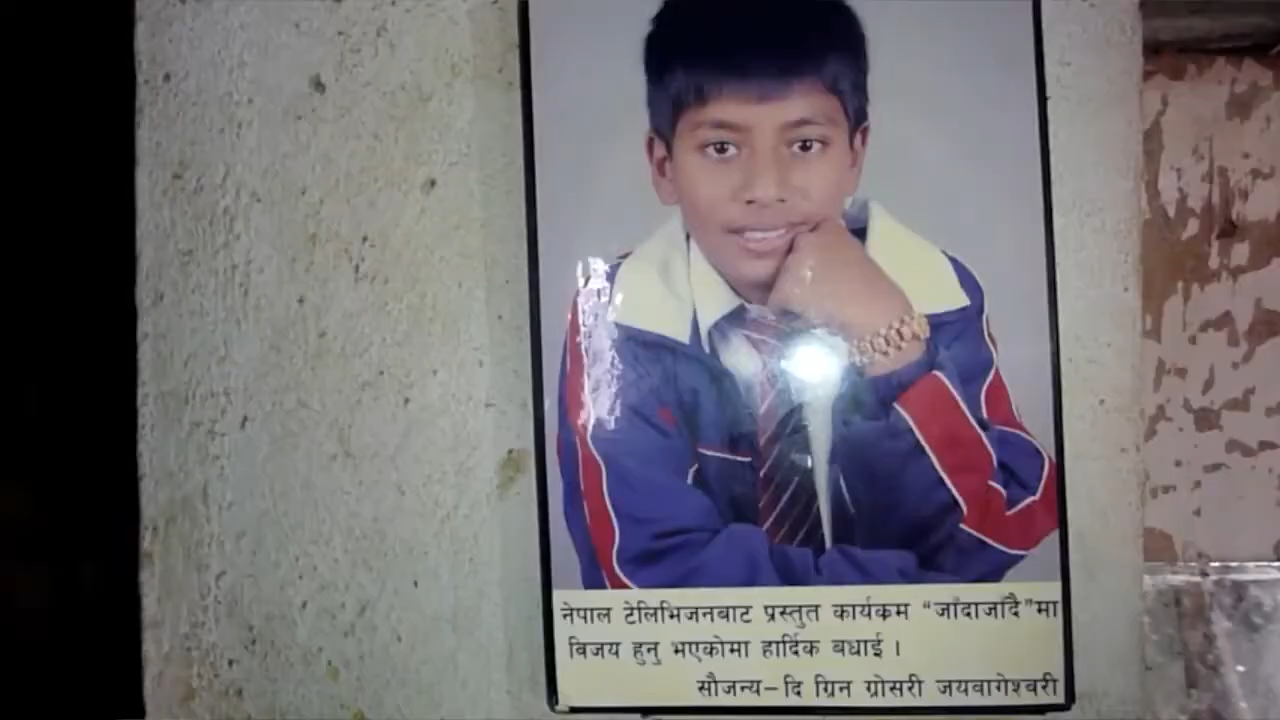 नेपाल टेलिभिजनबाट प्रस्तुत कार्यक्रम “जाँदाजाँदै”मा
विजय हुनु भएकोमा हार्दिक बधाई ।
सौजन्य–दि ग्रिन ग्रोसरी जयवागेश्वरी